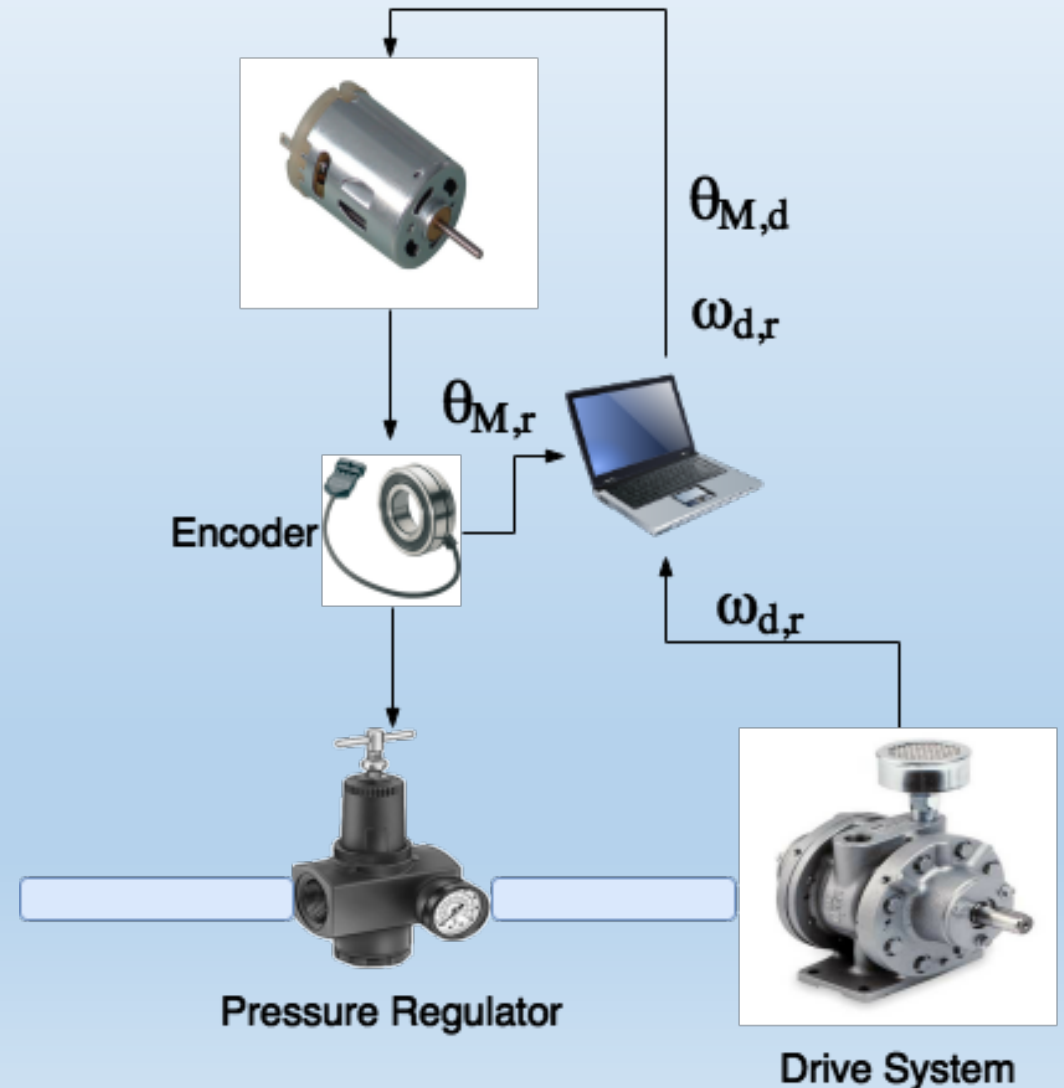 θM,d
ωd,r
θM,r
Encoder
ωd,r
Pressure Regulator
Drive System